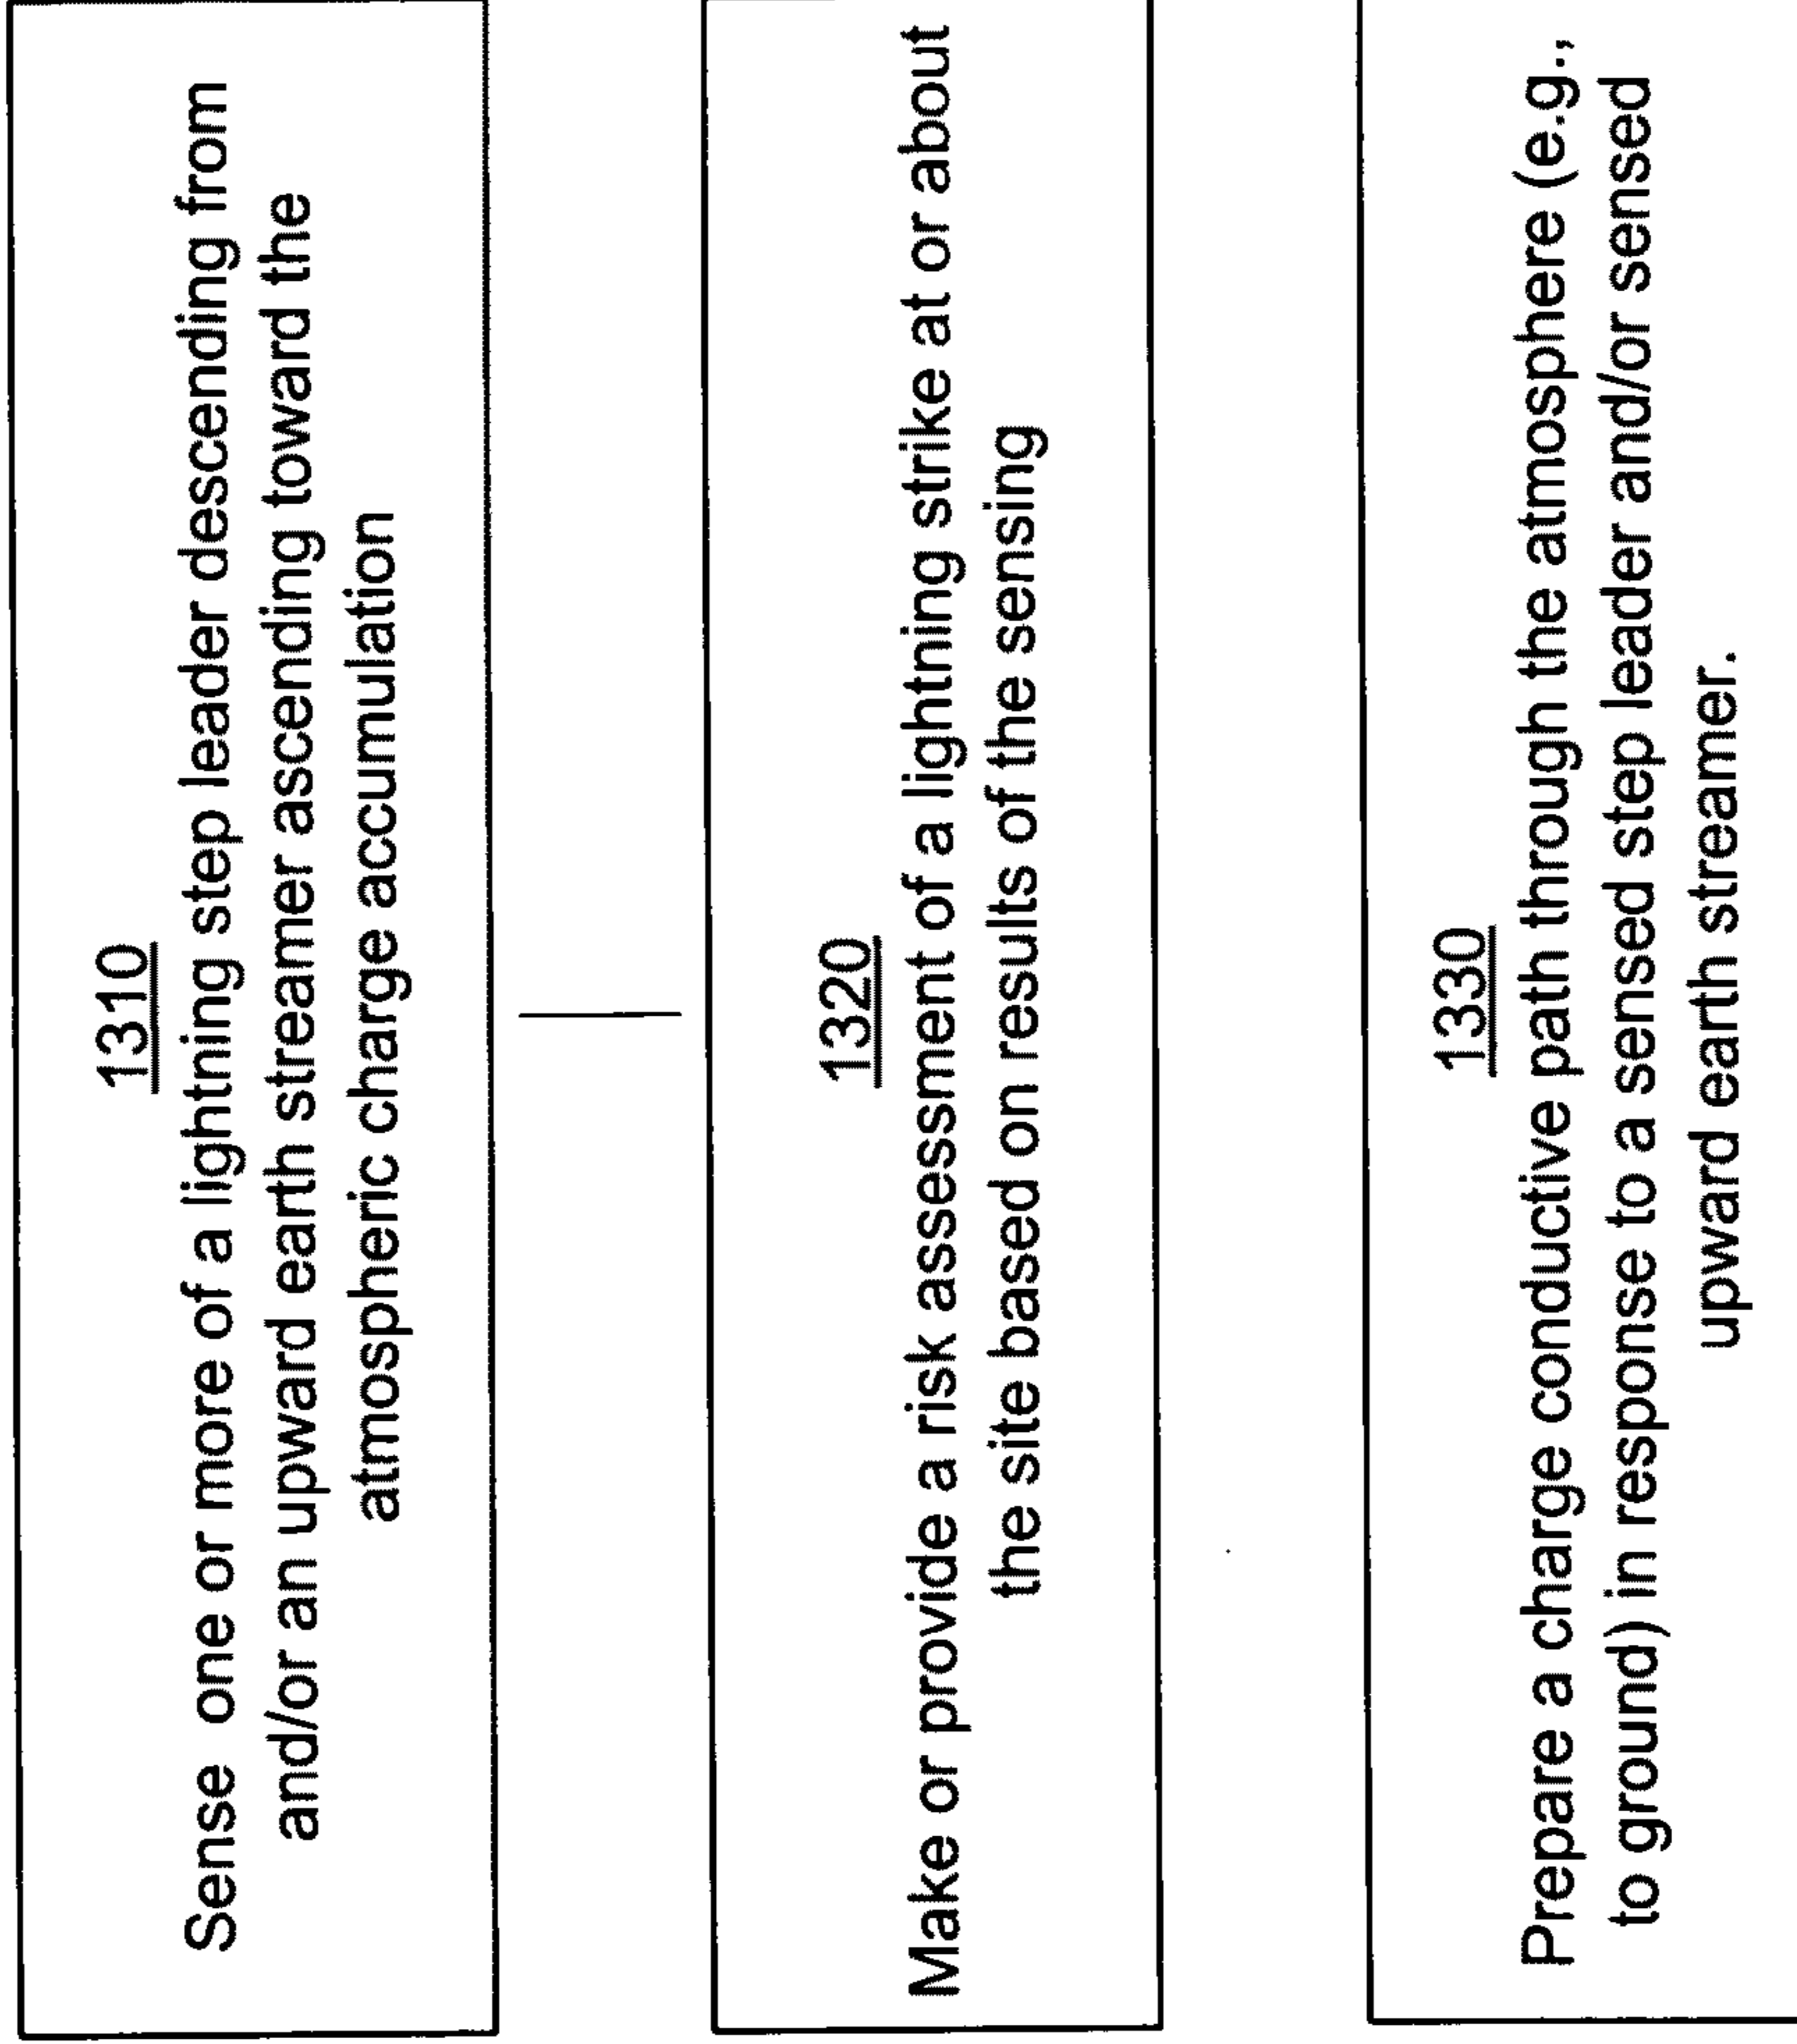 1310
Sense one or more of a lightning step leader descending from
and/or an upward earth streamer ascending toward the
atmospheric charge accumulation
1320
Make or provide a risk assessment of a lightning strike at or about
the site based on results of the sensing
1330
Prepare a charge conductive path through the atmosphere (e.g.,
to ground) in response to a sensed step leader and/or sensed
upward earth streamer.